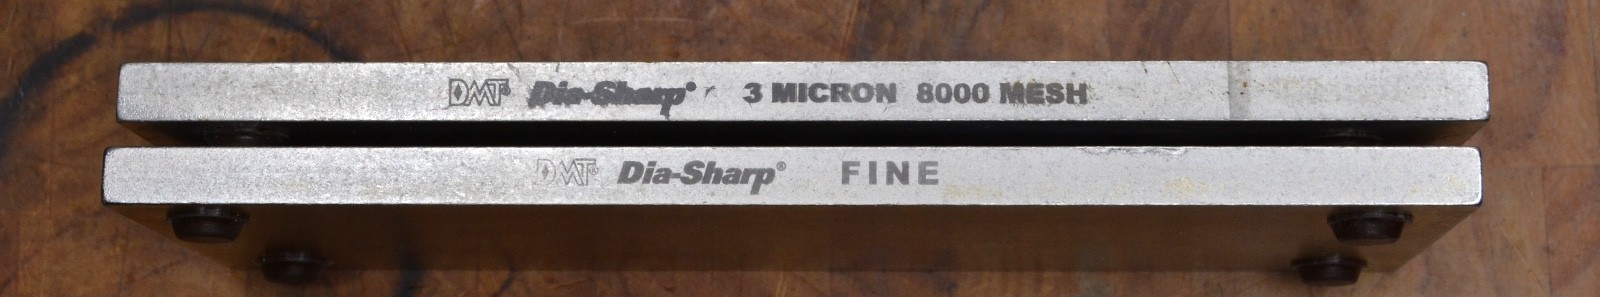 DMT® Dia-Sharp® 3 MICRON 8000 MESH
DMT® Dia-Sharp® FINE